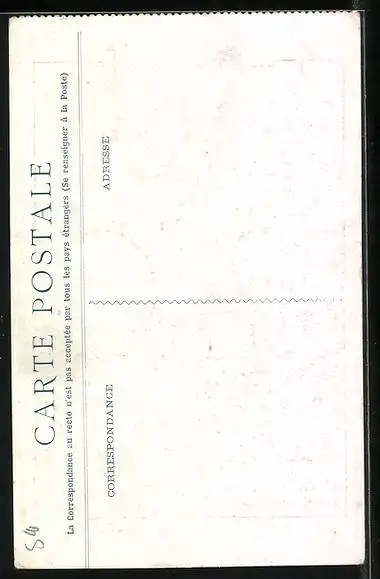 CARTE POSTALE
La Correspondance au recto n'est pas acceptée par tous les pays étrangers (Se renseigner à la Poste)
CORRESPONDANCE
ADRESSE